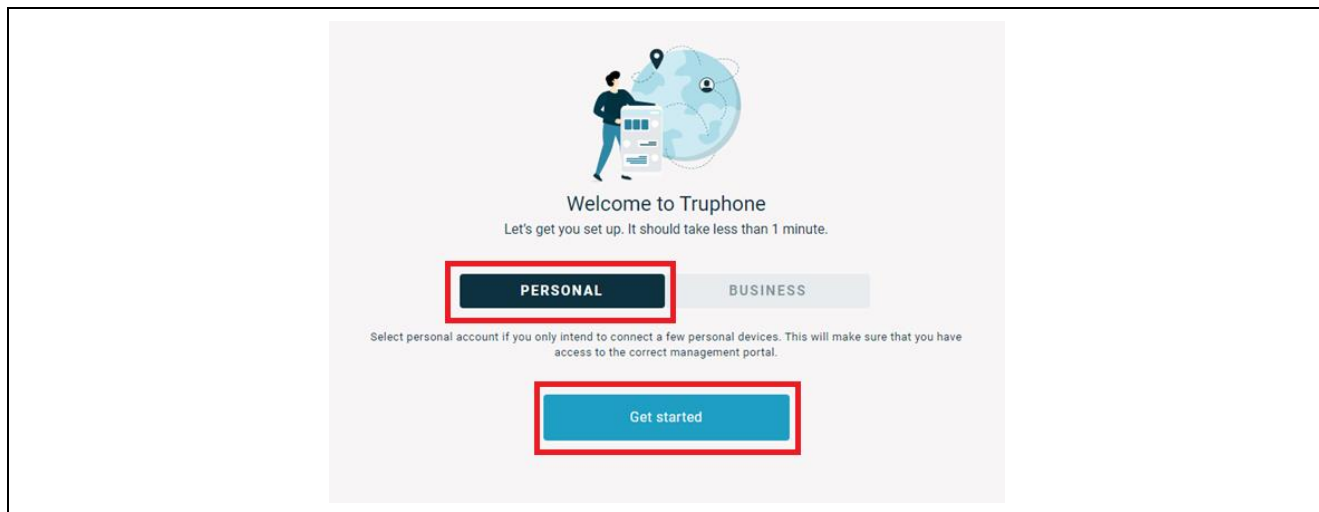 Welcome to Truphone
Let's get you set up. It should take less than 1 minute.
PERSONAL
BUSINESS
Select personal account if you only intend to connect a few personal devices. This will make sure that you have
access to the correct management portal.
Get started